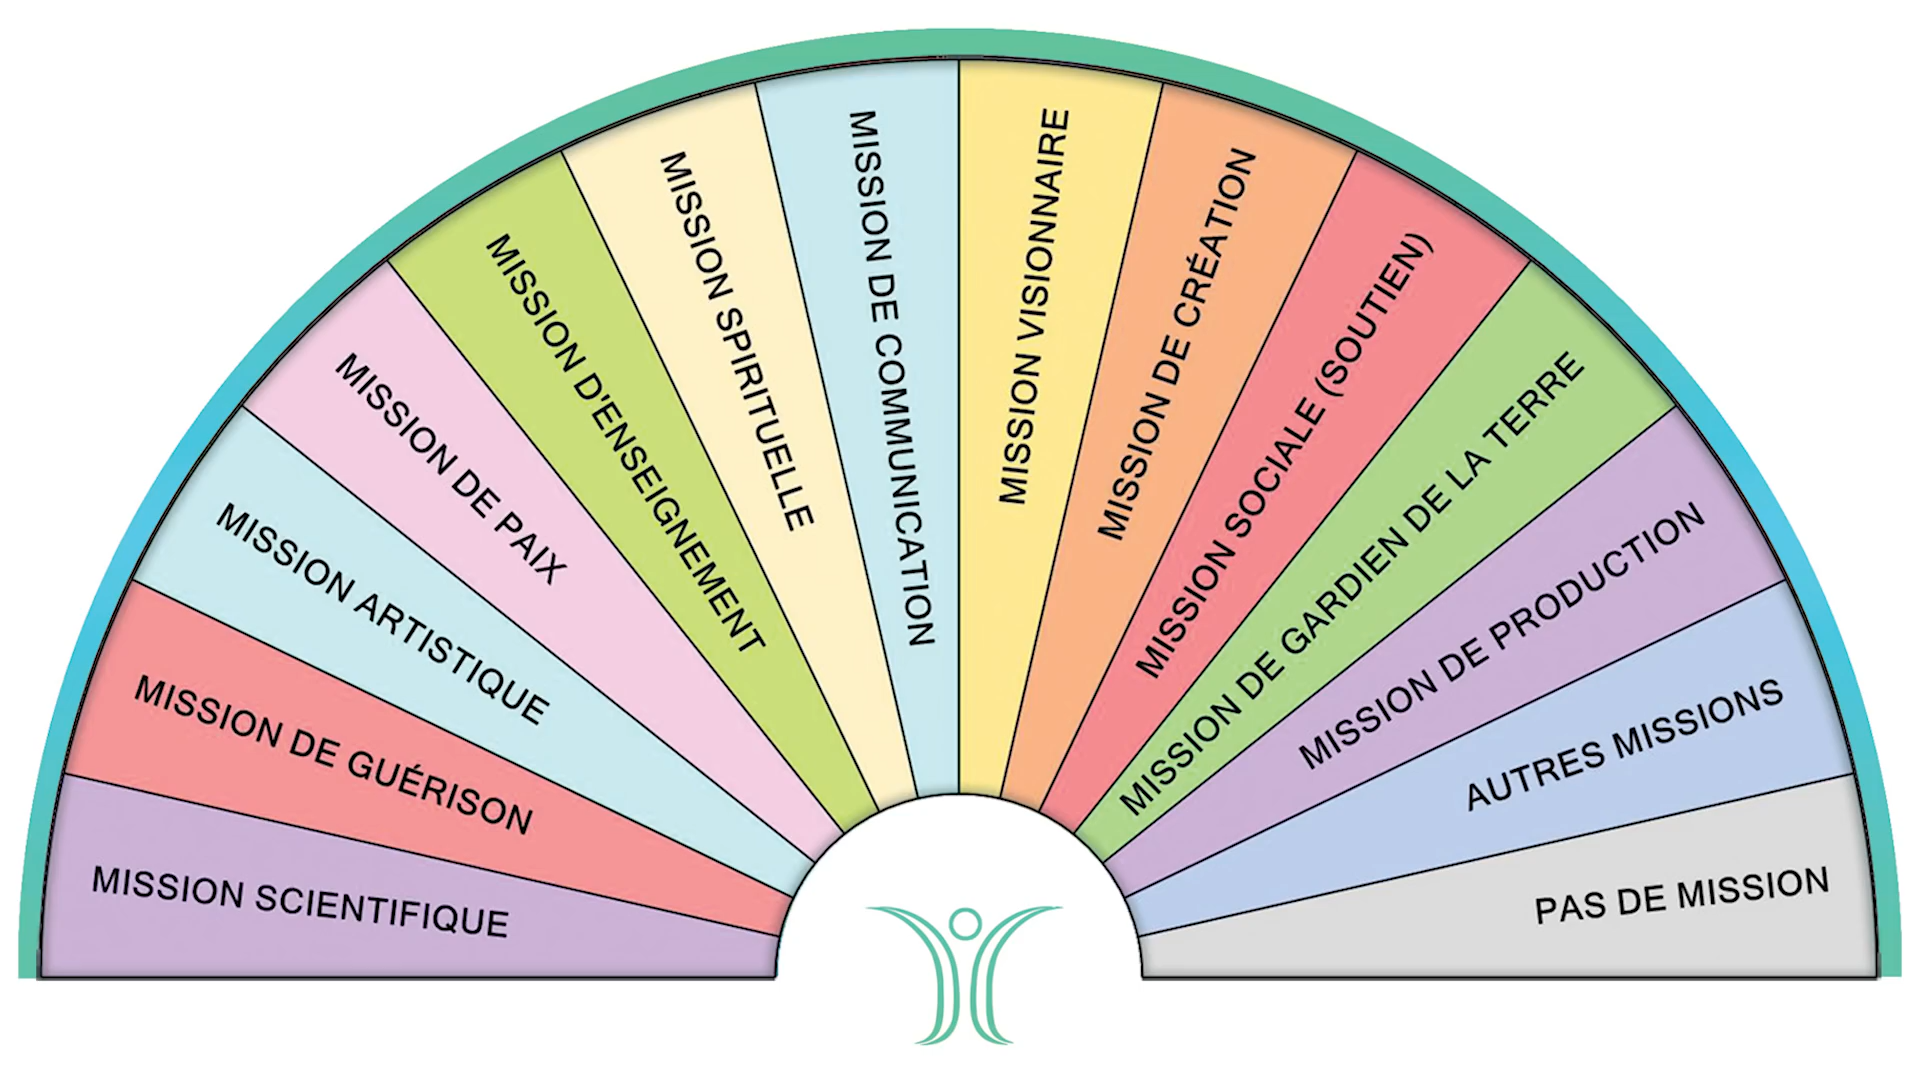 MISSION SCIENTIFIQUE
MISSION DE GUÉRISON
MISSION ARTISTIQUE
MISSION DE PAIX
MISSION D'ENSEIGNEMENT
MISSION SPIRITUELLE
MISSION DE COMMUNICATION
MISSION VISIONNAIRE
MISSION DE CRÉATION
MISSION SOCIALE (SOUTIEN)
MISSION DE GARDIEN DE LA TERRE
MISSION DE PRODUCTION
AUTRES MISSIONS
PAS DE MISSION